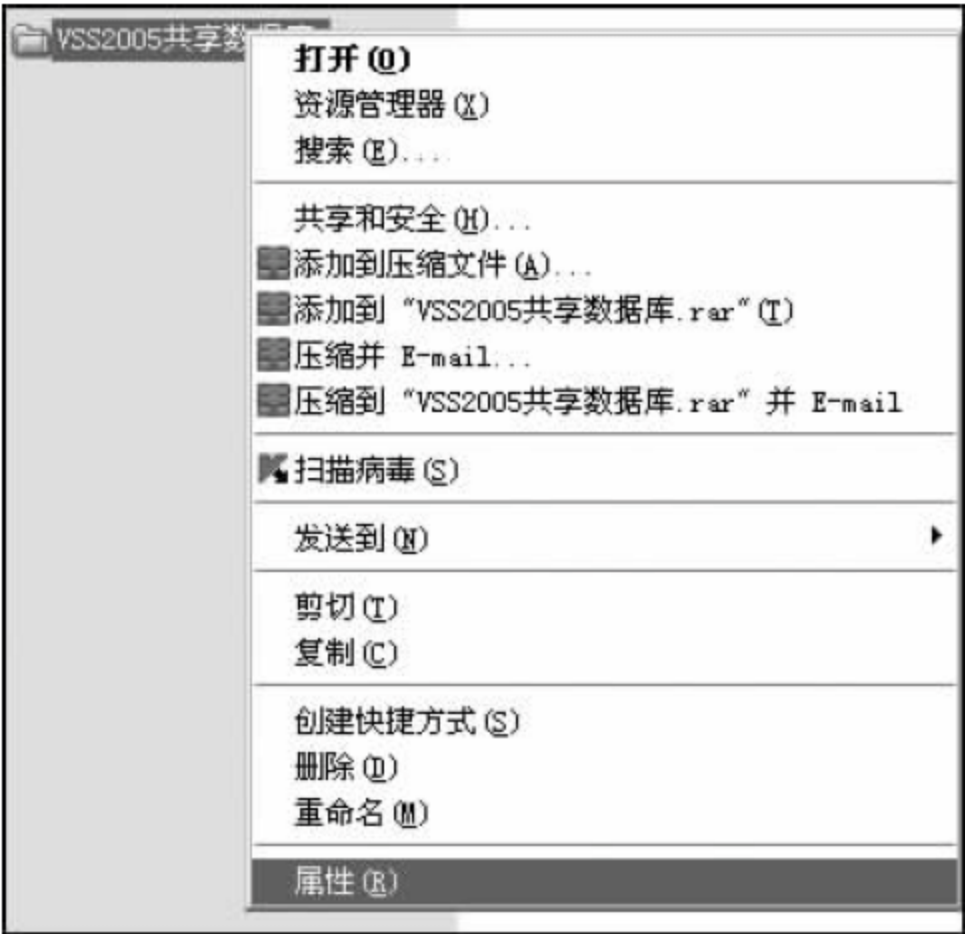 VSS2005共享数
打开(O)
资源管理器(X)
搜索(E)...
共享和安全(H)...
添加到压缩文件(A)...
添加到 "VSS2005共享数据库.rar"(T)
压缩并 E-mail...
压缩到 "VSS2005共享数据库.rar" 并 E-mail
扫描病毒(S)
发送到(N)
剪切(T)
复制(C)
创建快捷方式(S)
删除(D)
重命名(M)
属性(R)